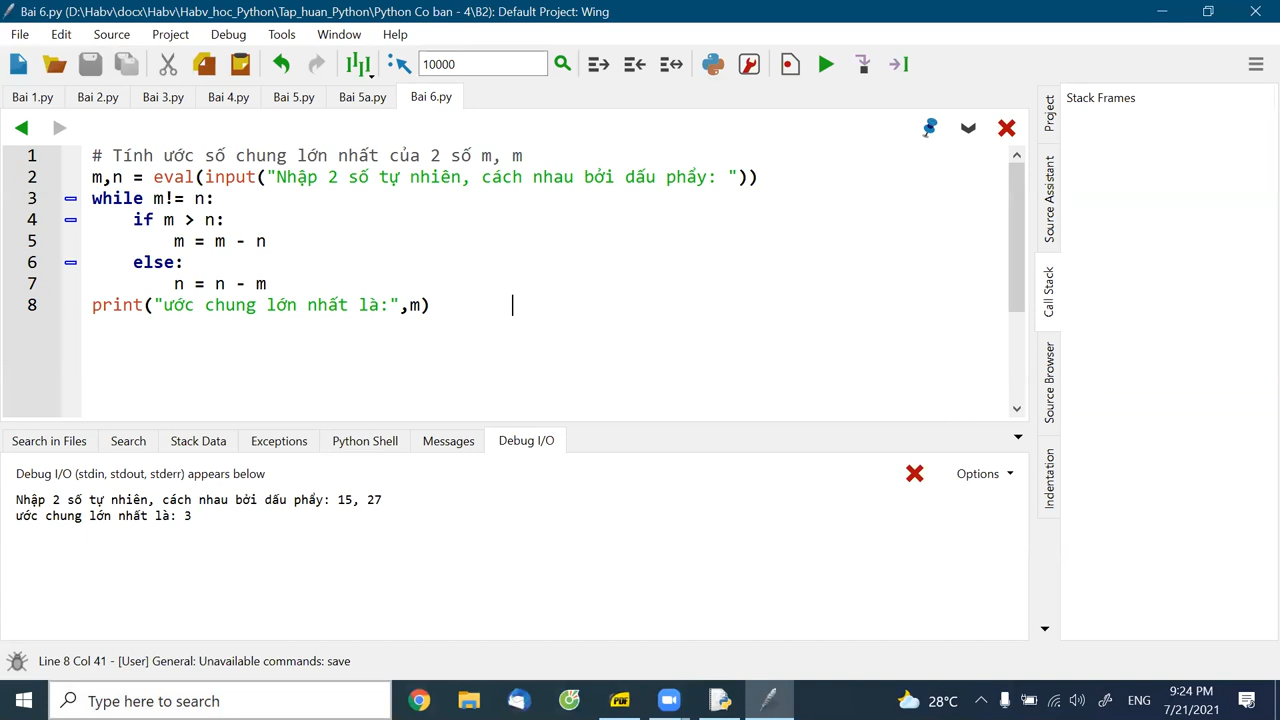 Bai 6.py (D:\Habv\docx\Habv\Habv_hoc_Python\Tap_huan_Python\Python Co ban - 4\B2): Default Project: Wing
File Edit Source Project Debug Tools Window Help
10000
Bai 1.py Bai 2.py Bai 3.py Bai 4.py Bai 5.py Bai 5a.py Bai 6.py
Stack Frames
1 # Tính ước số chung lớn nhất của 2 số m, m
2 m,n = eval(input("Nhập 2 số tự nhiên, cách nhau bởi dấu phẩy: "))
3 while m!= n:
4 if m > n:
5 m = m - n
6 else:
7 n = n - m
8 print("ước chung lớn nhất là:",m)
Project
Source Assistant
Call Stack
Source Browser
Indentation
Search in Files Search Stack Data Exceptions Python Shell Messages Debug I/O
Debug I/O (stdin, stdout, stderr) appears below Options
Nhập 2 số tự nhiên, cách nhau bởi dấu phẩy: 15, 27
ước chung lớn nhất là: 3
Line 8 Col 41 - [User] General: Unavailable commands: save
Type here to search
PDF
28°C
ENG
9:24 PM
7/21/2021